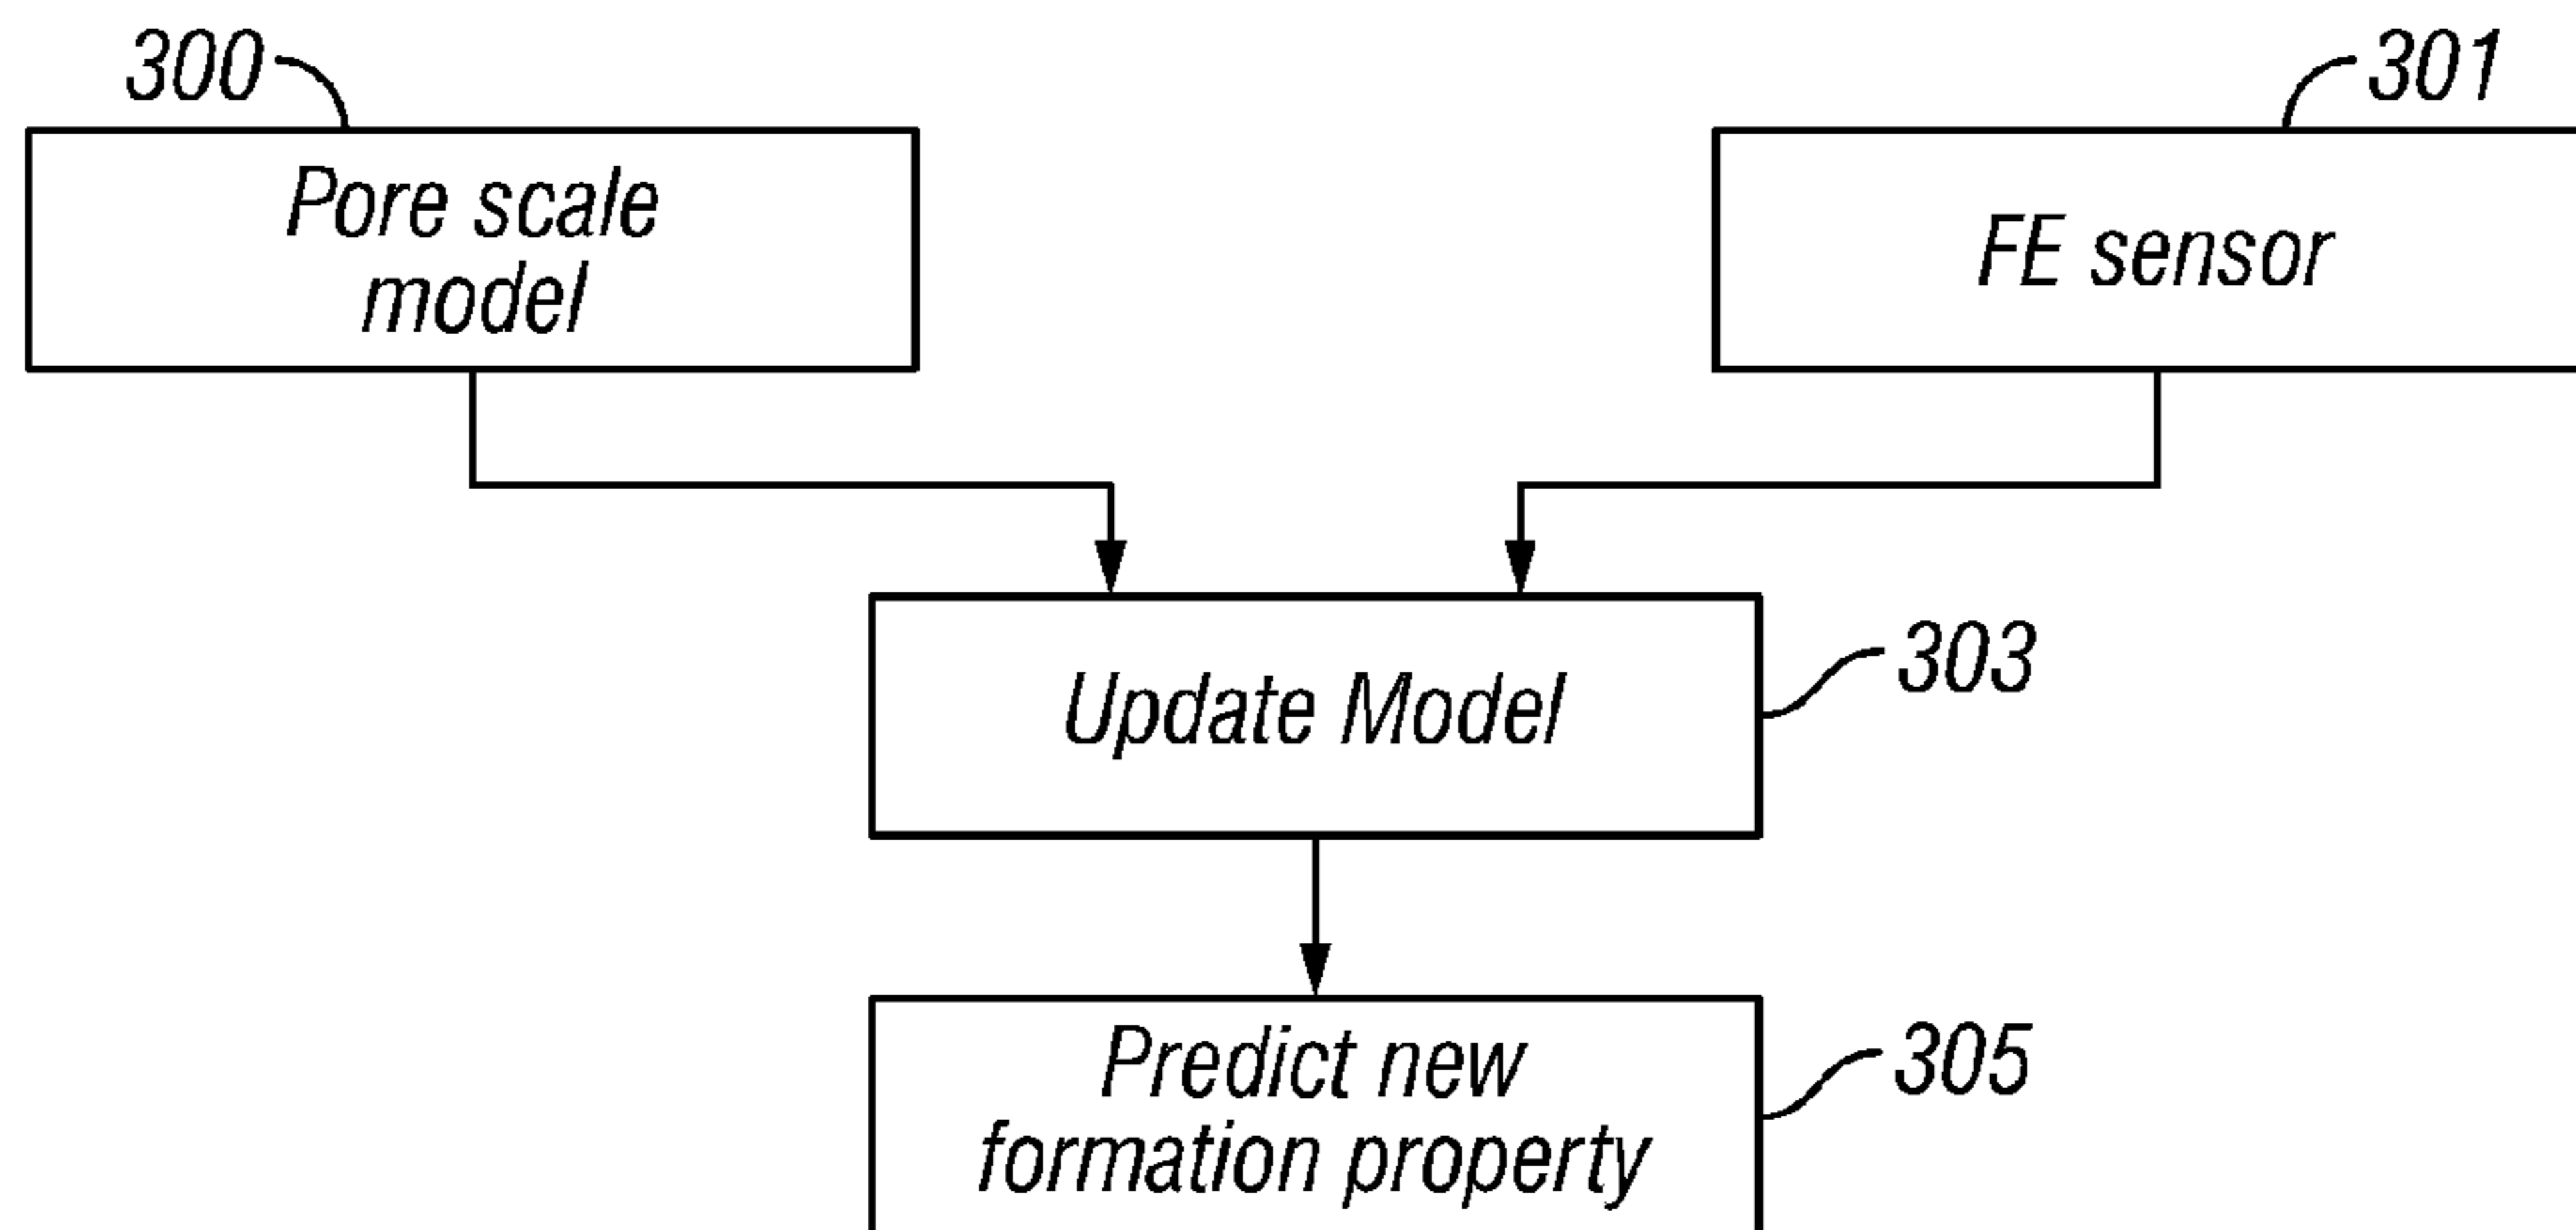 300
301
Pore scale
model
FE sensor
Update Model
303
Predict new
formation property
305